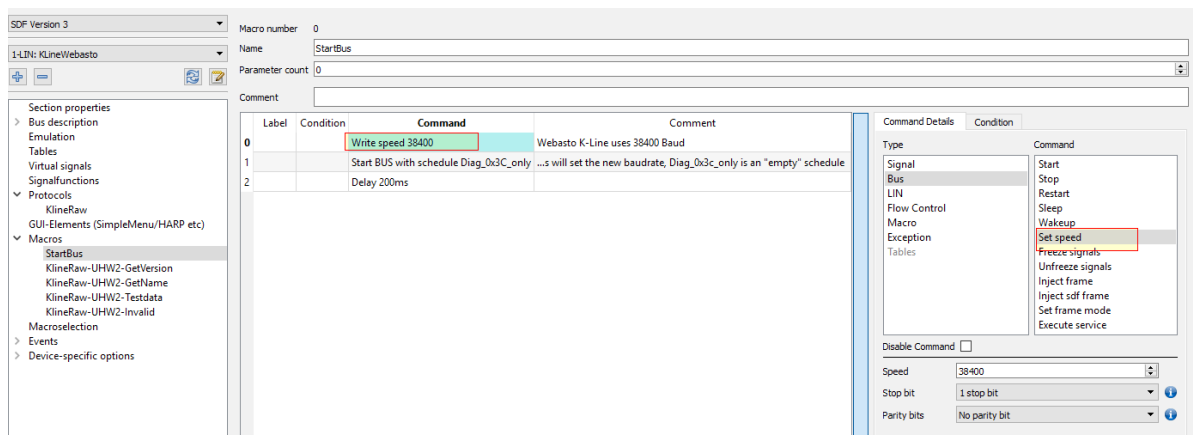 SDF Version 3
1-LIN: KLineWebasto
Section properties
Bus description
Emulation
Tables
Virtual signals
Signalfunctions
Protocols
KlineRaw
GUI-Elements (SimpleMenu/HARP etc)
Macros
StartBus
KlineRaw-UHW2-GetVersion
KlineRaw-UHW2-GetName
KlineRaw-UHW2-Testdata
KlineRaw-UHW2-Invalid
Macroselection
Events
Device-specific options
Macro number 0
Name StartBus
Parameter count 0
Comment
Label Condition Command Comment
0 Write speed 38400 Webasto K-Line uses 38400 Baud
1 Start BUS with schedule Diag_0x3C_only ...s will set the new baudrate, Diag_0x3c_only is an "empty" schedule
2 Delay 200ms
Command Details Condition
Type Command
Signal Start
Bus Stop
LIN Restart
Flow Control Sleep
Macro Wakeup
Exception Set speed
Tables Freeze signals
Unfreeze signals
Inject frame
Inject sdf frame
Set frame mode
Execute service
Disable Command
Speed 38400
Stop bit 1 stop bit
Parity bits No parity bit